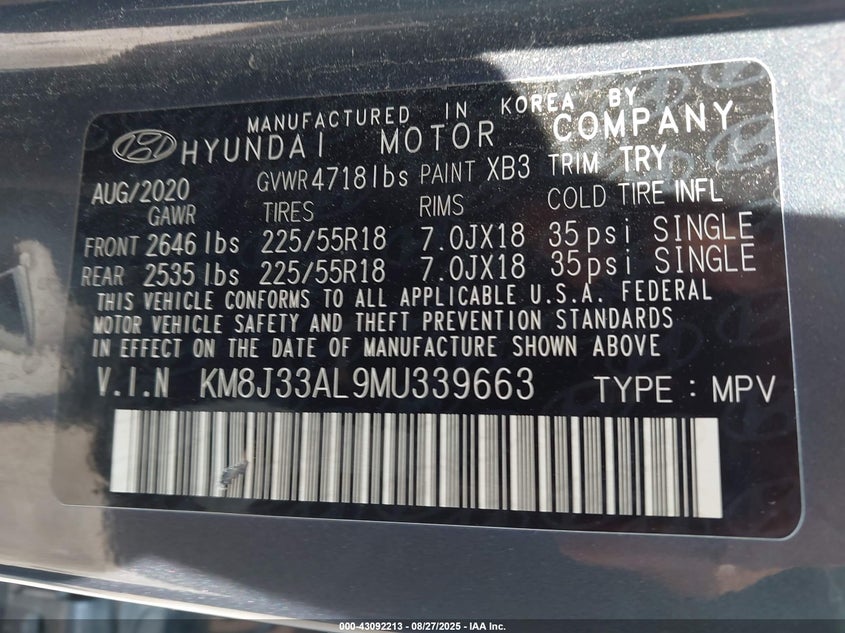 MANUFACTURED IN KOREA BY
HYUNDAI MOTOR COMPANY
AUG/2020 GVWR 4718lbs PAINT XB3 TRIM TRY
GAWR TIRES RIMS COLD TIRE INFL
FRONT 2646 lbs 225/55R18 7.0JX18 35psi SINGLE
REAR 2535 lbs 225/55R18 7.0JX18 35psi SINGLE
THIS VEHICLE CONFORMS TO ALL APPLICABLE U.S.A. FEDERAL
MOTOR VEHICLE SAFETY AND THEFT PREVENTION STANDARDS
IN EFFECT ON THE DATE OF MANUFACTURE SHOWN ABOVE
V.I.N KM8J33AL9MU339663 TYPE : MPV
000-43092213 - 08/27/2025 - IAA Inc.